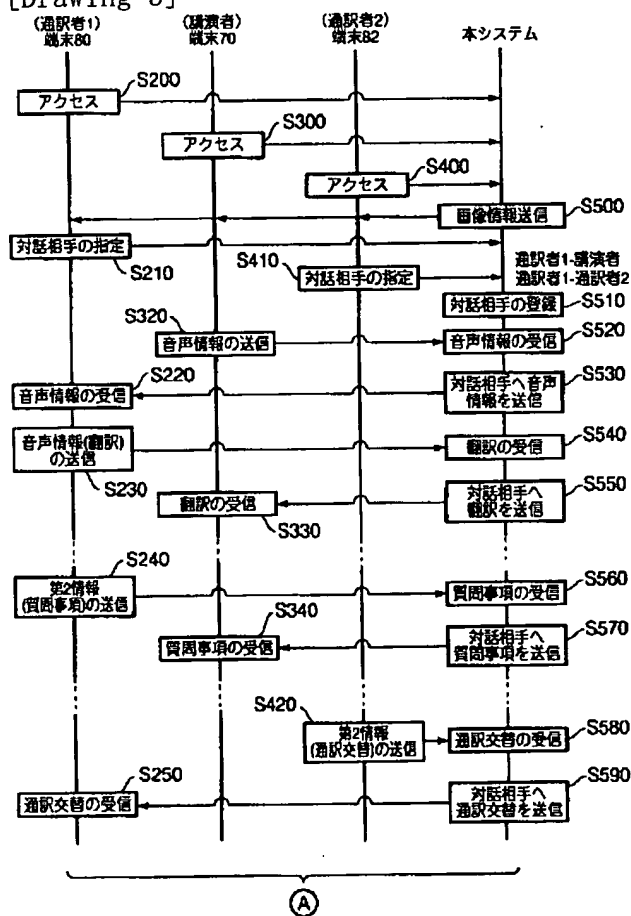 (通訳者1)
端末80
(講演者)
端末70
(通訳者2)
端末82
本システム
アクセス
S200
アクセス
S300
アクセス
S400
画像情報送信
S500
対話相手の指定
S210
S410
対話相手の指定
通訳者1-講演者
通訳者1-通訳者2
対話相手の登録
S510
S320
音声情報の送信
音声情報の受信
S520
S220
音声情報の受信
対話相手へ音声
情報を送信
S530
音声情報(翻訳)
の送信
S230
翻訳の受信
S540
翻訳の受信
S330
対話相手へ
翻訳を送信
S550
S240
第2情報
(質問事項)の送信
質問事項の受信
S560
S340
質問事項の受信
対話相手へ
質問事項を送信
S570
S420
第2情報
(通訳交替)の送信
通訳交替の受信
S580
S250
通訳交替の受信
対話相手へ
通訳交替を送信
S590
A